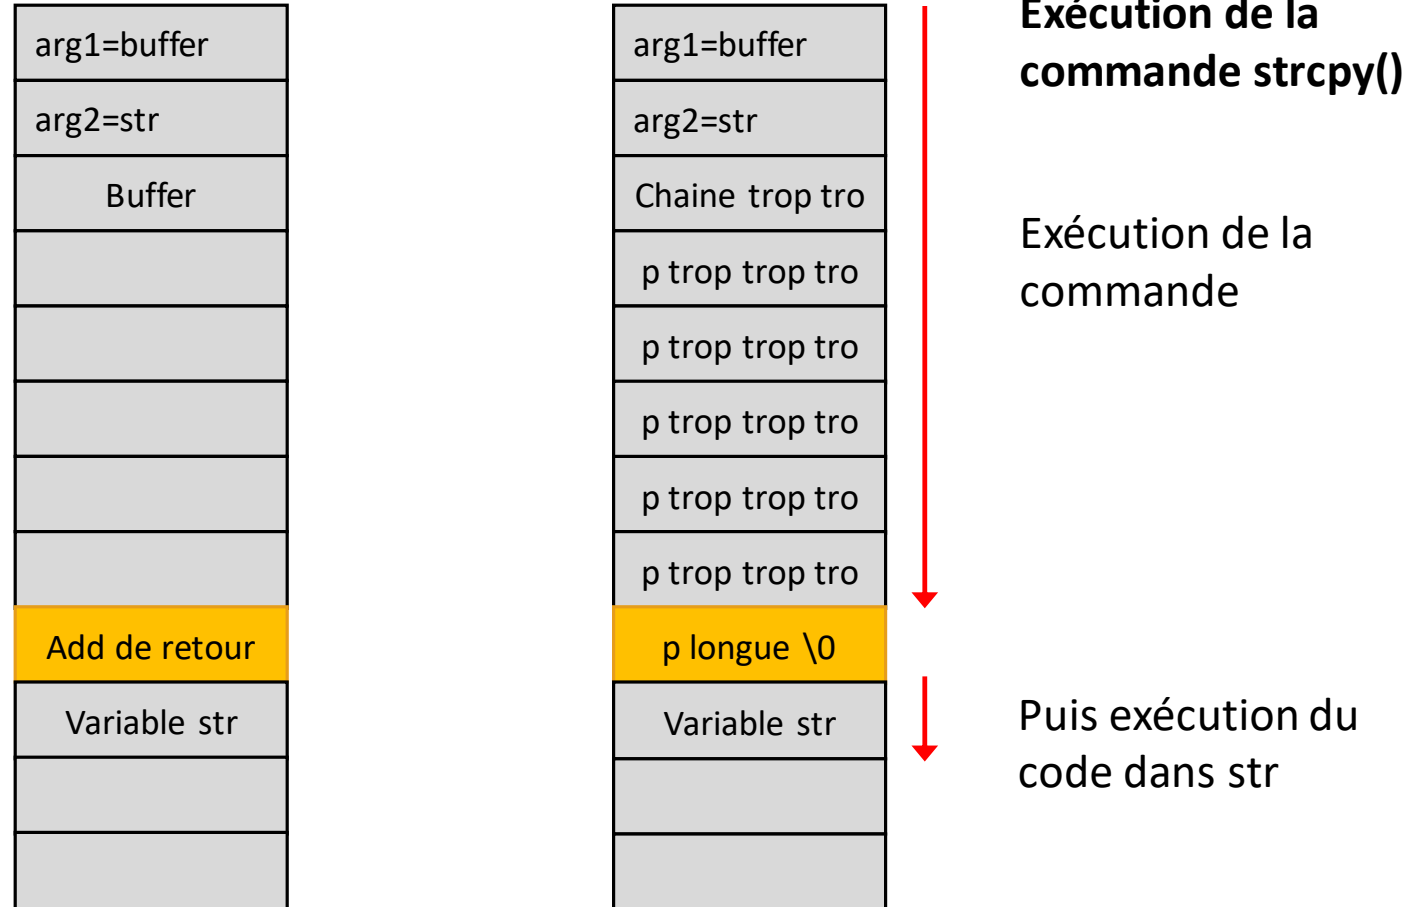 arg1=buffer
arg2=str
Buffer
Add de retour
Variable str
arg1=buffer
arg2=str
Chaine trop tro
p trop trop tro
p trop trop tro
p trop trop tro
p trop trop tro
p trop trop tro
p longue \0
Variable str
Exécution de la
commande strcpy()
Exécution de la
commande
Puis exécution du
code dans str